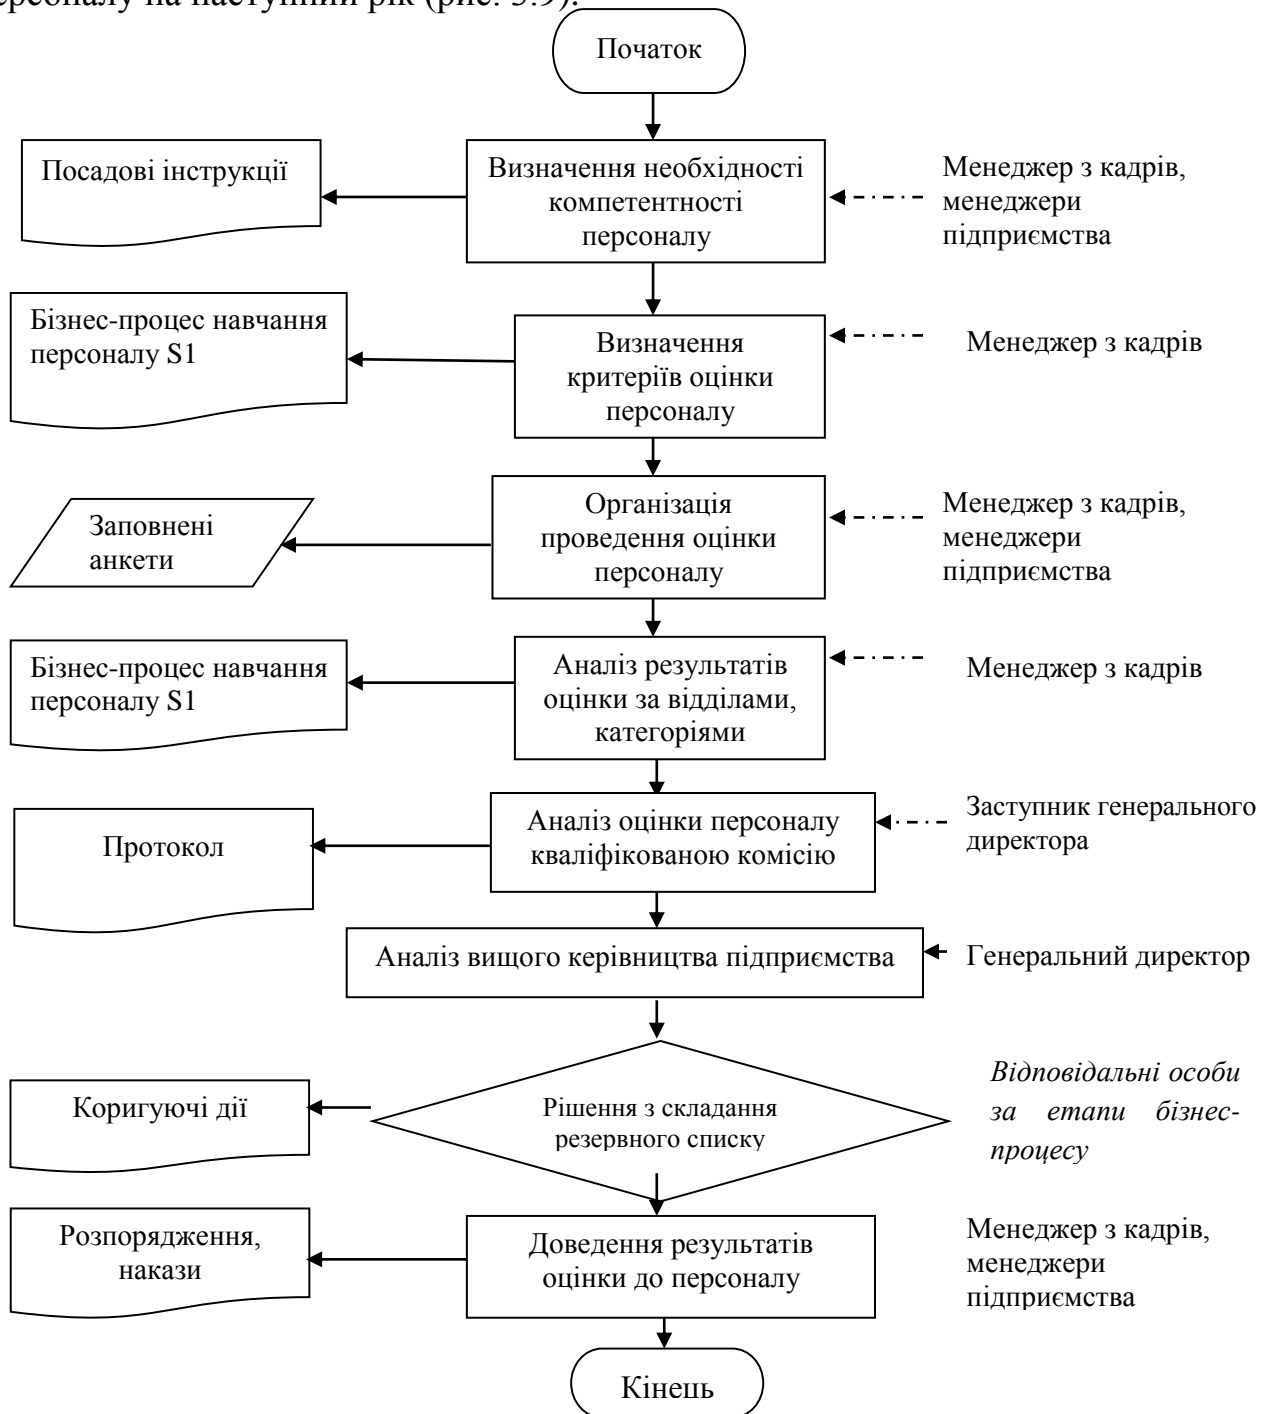 персоналу на наступний рік (рис. 3.9).
Початок
Посадові інструкції
Визначення необхідності
компетентності
персоналу
Менеджер з кадрів,
менеджери
підприємства
Бізнес-процес навчання
персоналу S1
Визначення
критеріїв оцінки
персоналу
Менеджер з кадрів
Заповнені
анкети
Організація
проведення оцінки
персоналу
Менеджер з кадрів,
менеджери
підприємства
Бізнес-процес навчання
персоналу S1
Аналіз результатів
оцінки за відділами,
категоріями
Менеджер з кадрів
Протокол
Аналіз оцінки персоналу
кваліфікованою комісію
Заступник генерального
директора
Аналіз вищого керівництва підприємства
Генеральний директор
Коригуючі дії
Рішення з складання
резервного списку
Відповідальні особи
за етапи бізнес-
процесу
Розпорядження,
накази
Доведення результатів
оцінки до персоналу
Менеджер з кадрів,
менеджери
підприємства
Кінець